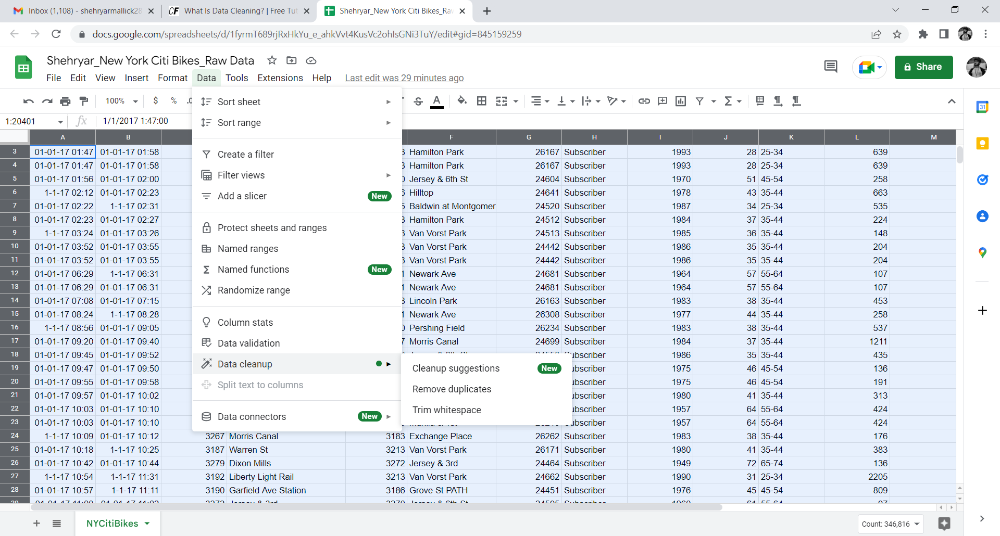 Inbox (1,108) - shehryarmallick28
What Is Data Cleaning? | Free Tut
Shehryar_New York Citi Bikes_Ra
docs.google.com/spreadsheets/d/1fyrmT689rjRxHkYu_e_ahkVvt4KusVc2ohIsGNi3TuY/edit#gid=845159259
Shehryar_New York Citi Bikes_Raw Data
File Edit View Insert Format Data Tools Extensions Help Last edit was 29 minutes ago
Share
100% $ % .0
1:20401 fx 1/1/2017 1:47:00
Sort sheet
Sort range
Create a filter
Filter views
Add a slicer New
Protect sheets and ranges
Named ranges
Named functions New
Randomize range
Column stats
Data validation
Data cleanup
Split text to columns
Data connectors New
Cleanup suggestions New
Remove duplicates
Trim whitespace
A B F G H I J K L M
3 01-01-17 01:47 01-01-17 01:58 3 Hamilton Park 26167 Subscriber 1993 28 25-34 639
4 01-01-17 01:47 01-01-17 01:58 3 Hamilton Park 26167 Subscriber 1993 28 25-34 639
5 01-01-17 01:56 01-01-17 02:00 0 Jersey & 6th St 24604 Subscriber 1970 51 45-54 258
6 1-1-17 02:12 01-01-17 02:23 6 Hilltop 24641 Subscriber 1978 43 35-44 663
7 01-01-17 02:22 1-1-17 02:31 5 Baldwin at Montgomer 24520 Subscriber 1987 34 25-34 535
8 01-01-17 02:23 01-01-17 02:27 3 Hamilton Park 24512 Subscriber 1984 37 35-44 224
9 1-1-17 03:24 01-01-17 03:26 3 Van Vorst Park 24513 Subscriber 1985 36 35-44 148
10 01-01-17 03:52 01-01-17 03:55 3 Van Vorst Park 24442 Subscriber 1986 35 35-44 204
11 01-01-17 03:52 01-01-17 03:55 3 Van Vorst Park 24442 Subscriber 1986 35 35-44 204
12 01-01-17 06:29 1-1-17 06:31 1 Newark Ave 24681 Subscriber 1964 57 55-64 107
13 01-01-17 06:29 01-01-17 06:31 1 Newark Ave 24681 Subscriber 1964 57 55-64 107
14 01-01-17 07:08 01-01-17 07:15 3 Lincoln Park 26163 Subscriber 1983 38 35-44 453
15 01-01-17 08:24 1-1-17 08:28 1 Newark Ave 26308 Subscriber 1977 44 35-44 258
16 1-1-17 08:56 01-01-17 09:05 0 Pershing Field 26234 Subscriber 1983 38 35-44 537
17 01-01-17 09:20 01-01-17 09:40 7 Morris Canal 24699 Subscriber 1984 37 35-44 1211
18 01-01-17 09:45 01-01-17 09:52 ubscriber 1986 35 35-44 435
19 01-01-17 09:47 01-01-17 09:50 ubscriber 1975 46 45-54 136
20 01-01-17 09:55 01-01-17 09:58 ubscriber 1975 46 45-54 191
21 01-01-17 09:57 01-01-17 10:02 ubscriber 1980 41 35-44 313
22 01-01-17 10:03 01-01-17 10:10 ubscriber 1957 64 55-64 424
23 01-01-17 10:03 01-01-17 10:10 ubscriber 1957 64 55-64 424
24 1-1-17 10:09 01-01-17 10:12 3267 Morris Canal 3183 Exchange Place 26262 Subscriber 1983 38 35-44 176
25 01-01-17 10:18 1-1-17 10:25 3187 Warren St 3213 Van Vorst Park 26171 Subscriber 1980 41 35-44 383
26 01-01-17 10:42 01-01-17 10:44 3279 Dixon Mills 3272 Jersey & 3rd 24464 Subscriber 1949 72 65-74 136
27 1-1-17 10:54 1-1-17 11:31 3192 Liberty Light Rail 3213 Van Vorst Park 24662 Subscriber 1990 31 25-34 2205
28 01-01-17 10:57 1-1-17 11:11 3190 Garfield Ave Station 3186 Grove St PATH 24451 Subscriber 1976 45 45-54 809
NYCitiBikes
Count: 346,816